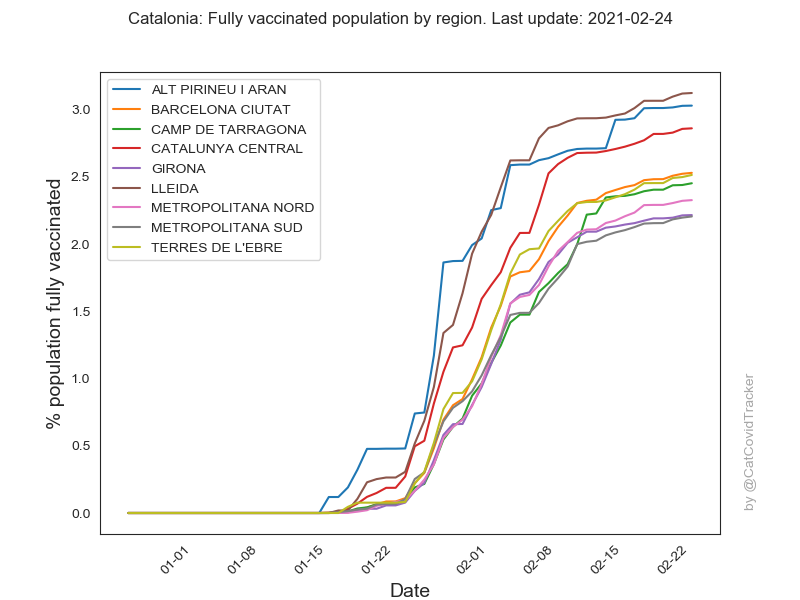 Catalonia: Fully vaccinated population by region. Last update: 2021-02-24
ALT PIRINEU I ARAN
BARCELONA CIUTAT
CAMP DE TARRAGONA
CATALUNYA CENTRAL
GIRONA
LLEIDA
METROPOLITANA NORD
METROPOLITANA SUD
TERRES DE L'EBRE
% population fully vaccinated
3.0
2.5
2.0
1.5
1.0
0.5
0.0
01-01
01-08
01-15
01-22
02-01
02-08
02-15
02-22
Date
by @CatCovidTracker